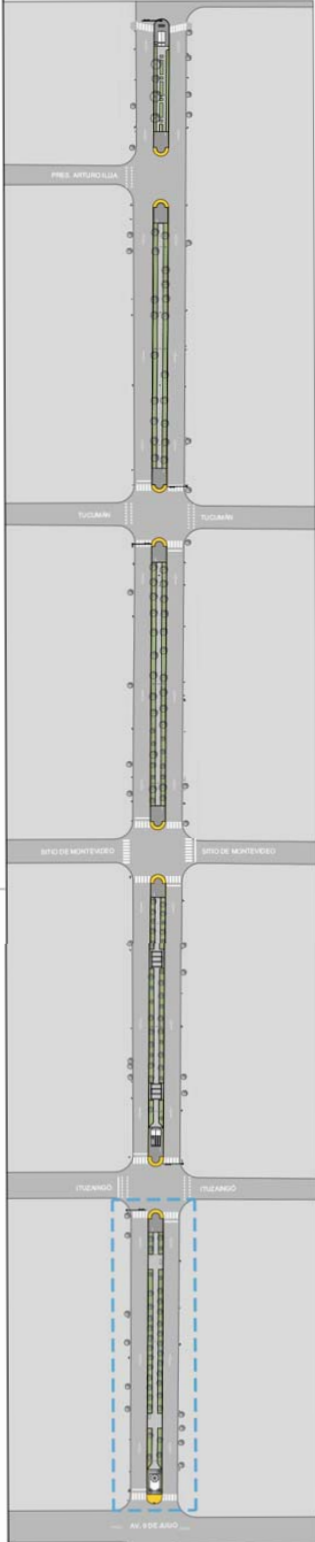 PRES. ARTURO ILLIA
TUCUMÁN
TUCUMÁN
SITIO DE MONTEVIDEO
SITIO DE MONTEVIDEO
ITUZAINGÓ
ITUZAINGÓ
AV. 9 DE JULIO